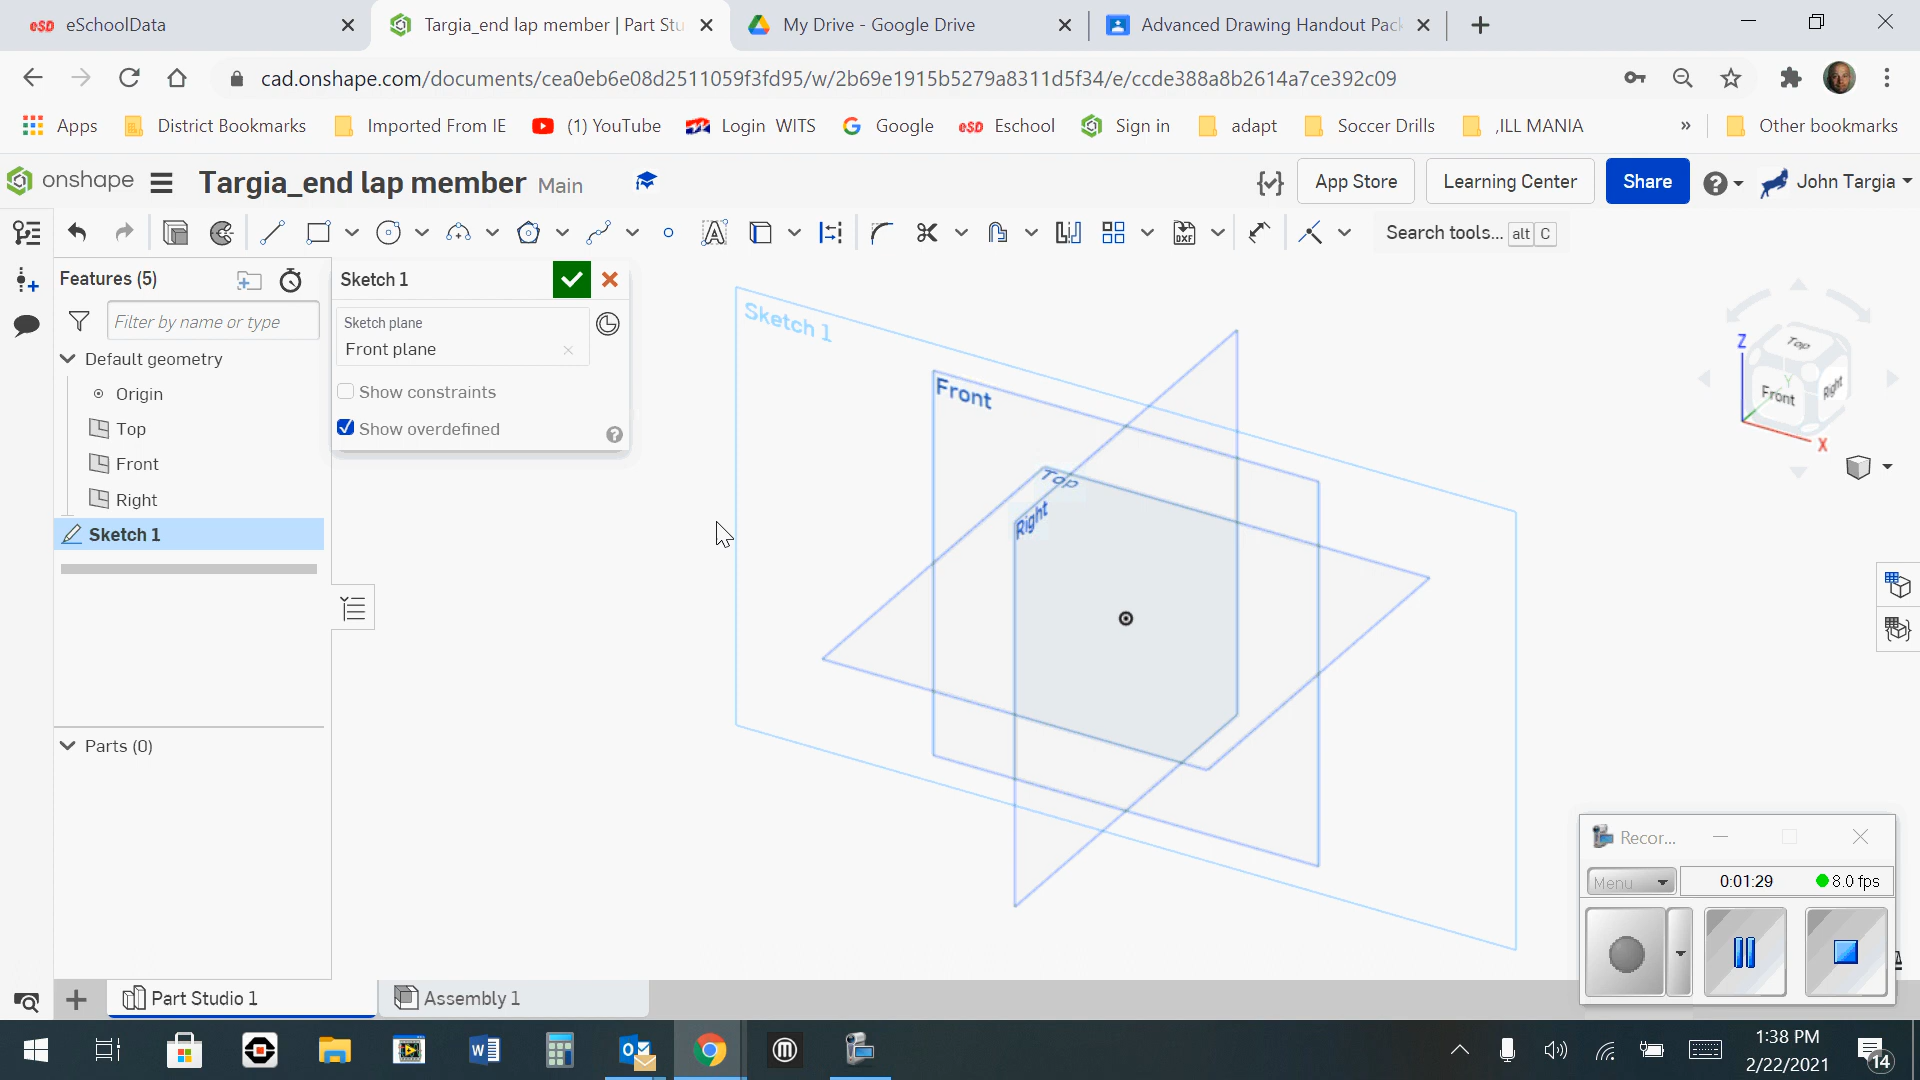 eSchoolData
Targia_end lap member | Part Stu
My Drive - Google Drive
Advanced Drawing Handout Pack
cad.onshape.com/documents/cea0eb6e08d2511059f3fd95/w/2b69e1915b5279a8311d5f34/e/ccde388a8b2614a7ce392c09
Apps
District Bookmarks
Imported From IE
(1) YouTube
Login WITS
Google
Eschool
Sign in
adapt
Soccer Drills
,ILL MANIA
»
Other bookmarks
onshape
Targia_end lap member Main
App Store
Learning Center
Share
John Targia
Search tools... alt C
Features (5)
Filter by name or type
Default geometry
Origin
Top
Front
Right
Sketch 1
Parts (0)
Sketch 1
Sketch plane
Front plane
Show constraints
Show overdefined
Sketch 1
Front
Top
Right
Z
Top
Y
Front
Right
X
Recor...
Menu
0:01:29
8.0 fps
Part Studio 1
Assembly 1
1:38 PM
2/22/2021
14